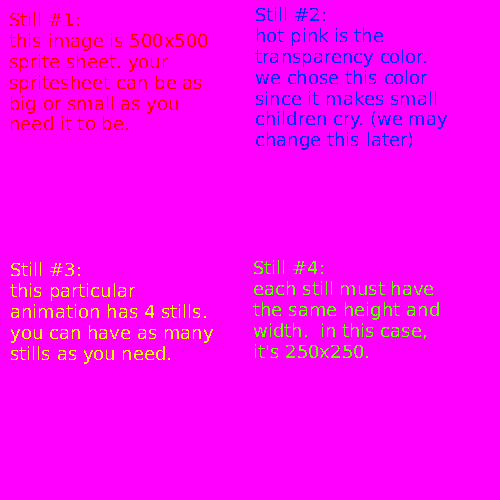 Still #1:
this image is 500x500
sprite sheet. your
spritesheet can be as
big or small as you
need it to be.
Still #2:
hot pink is the
transparency color.
we chose this color
since it makes small
children cry. (we may
change this later)
Still #3:
this particular
animation has 4 stills.
you can have as many
stills as you need.
Still #4:
each still must have
the same height and
width.  in this case,
it's 250x250.